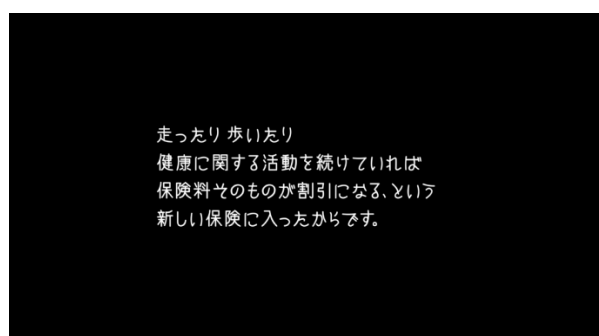 走ったり 歩いたり
健康に関する活動を続けていれば
保険料そのものが割引になる、という
新しい保険に入ったからです。